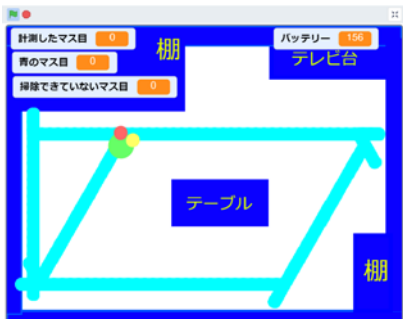 計測したマス目 0
棚
バッテリー 156
青のマス目 0
テレビ台
掃除できていないマス目 0
テーブル
棚